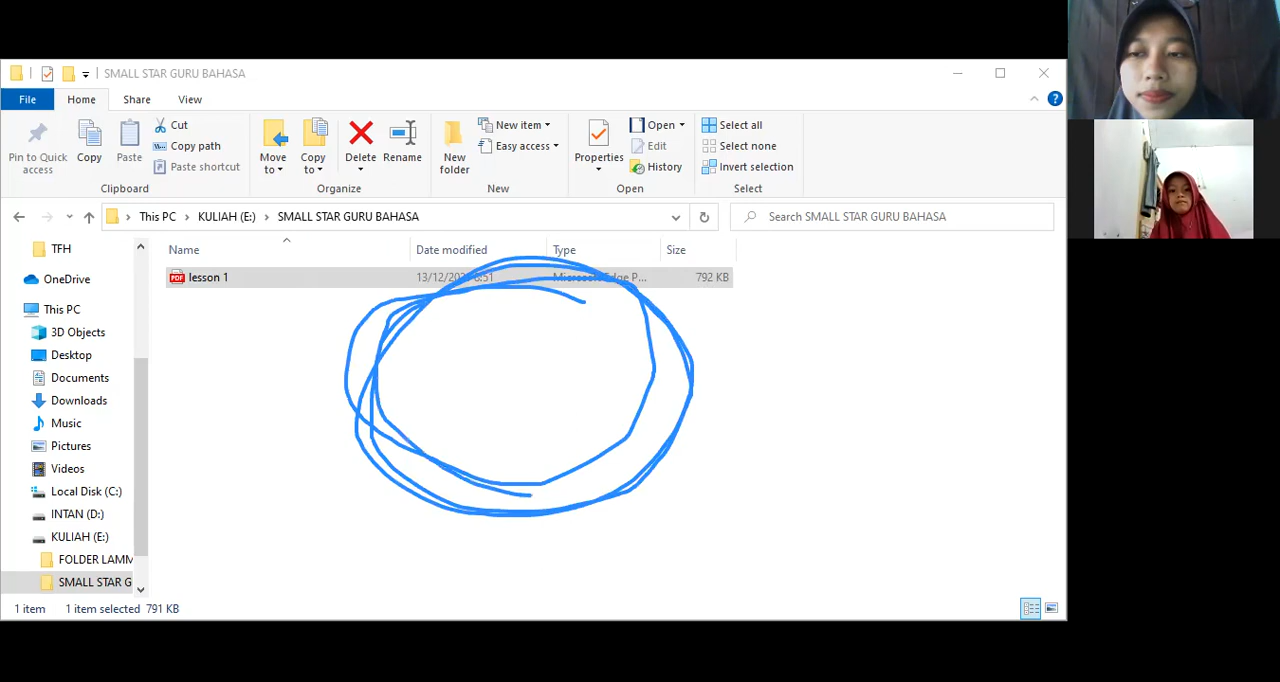 SMALL STAR GURU BAHASA
File Home Share View
Cut
Copy path
Paste shortcut
Pin to Quick access
Copy
Paste
Clipboard
Move to
Copy to
Delete
Rename
Organize
New folder
New item
Easy access
New
Properties
Open
Edit
History
Open
Select all
Select none
Invert selection
Select
This PC KULIAH (E:) SMALL STAR GURU BAHASA
Search SMALL STAR GURU BAHASA
Name Date modified Type Size
lesson 1 Microsoft Edge P... 792 KB
TFH
OneDrive
This PC
3D Objects
Desktop
Documents
Downloads
Music
Pictures
Videos
Local Disk (C:)
INTAN (D:)
KULIAH (E:)
FOLDER LAMM
SMALL STAR G
1 item 1 item selected 791 KB